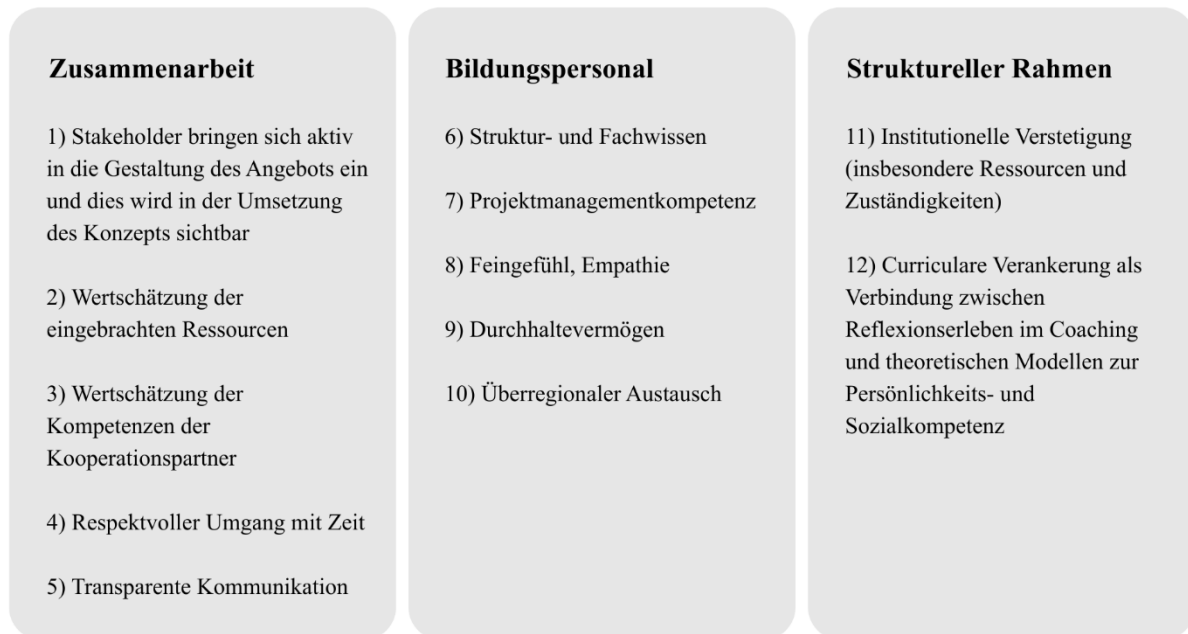 Zusammenarbeit
1) Stakeholder bringen sich aktiv
in die Gestaltung des Angebots ein
und dies wird in der Umsetzung
des Konzepts sichtbar
2) Wertschätzung der
eingebrachten Ressourcen
3) Wertschätzung der
Kompetenzen der
Kooperationspartner
4) Respektvoller Umgang mit Zeit
5) Transparente Kommunikation
Bildungspersonal
6) Struktur- und Fachwissen
7) Projektmanagementkompetenz
8) Feingefühl, Empathie
9) Durchhaltevermögen
10) Überregionaler Austausch
Struktureller Rahmen
11) Institutionelle Verstetigung
(insbesondere Ressourcen und
Zuständigkeiten)
12) Curriculare Verankerung als
Verbindung zwischen
Reflexionserleben im Coaching
und theoretischen Modellen zur
Persönlichkeits- und
Sozialkompetenz